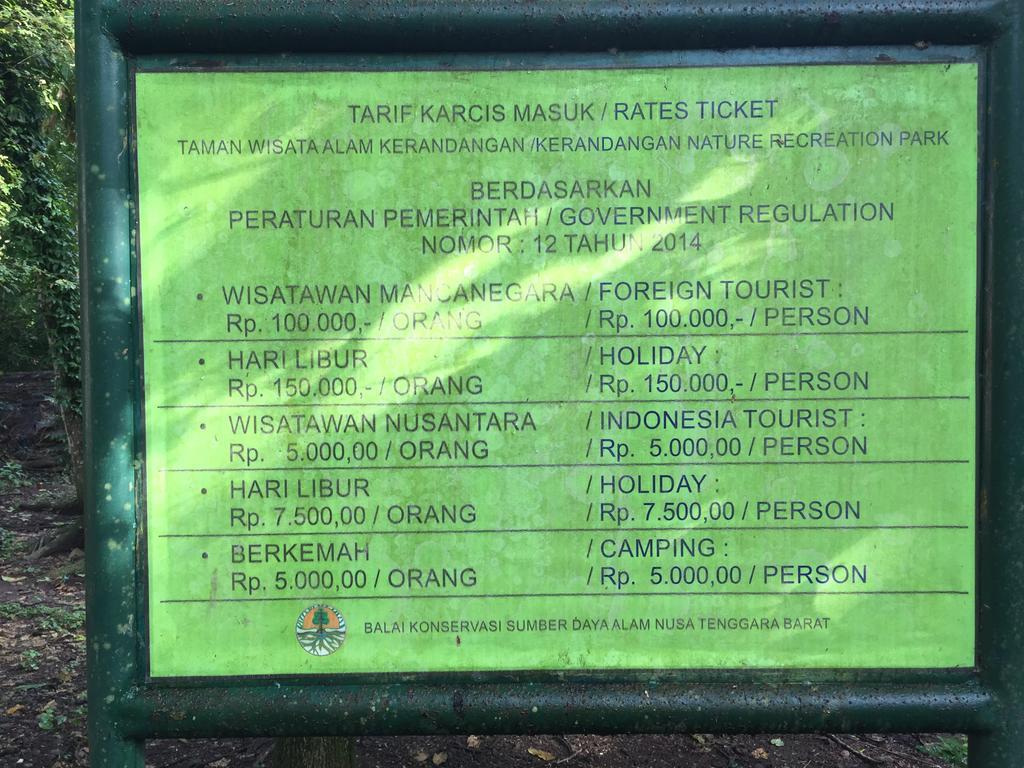 TARIF KARCIS MASUK / RATES TICKET
TAMAN WISATA ALAM KERANDANGAN /KERANDANGAN NATURE RECREATION PARK
BERDASARKAN
PERATURAN PEMERINTAH / GOVERNMENT REGULATION
NOMOR : 12 TAHUN 2014
• WISATAWAN MANCANEGARA / FOREIGN TOURIST :
Rp. 100.000,- / ORANG / Rp. 100.000,- / PERSON
• HARI LIBUR / HOLIDAY :
Rp. 150.000,- / ORANG / Rp. 150.000,- / PERSON
• WISATAWAN NUSANTARA / INDONESIA TOURIST :
Rp. 5.000,00 / ORANG / Rp. 5.000,00 / PERSON
• HARI LIBUR / HOLIDAY :
Rp. 7.500,00 / ORANG / Rp. 7.500,00 / PERSON
• BERKEMAH / CAMPING :
Rp. 5.000,00 / ORANG / Rp. 5.000,00 / PERSON
BALAI KONSERVASI SUMBER DAYA ALAM NUSA TENGGARA BARAT